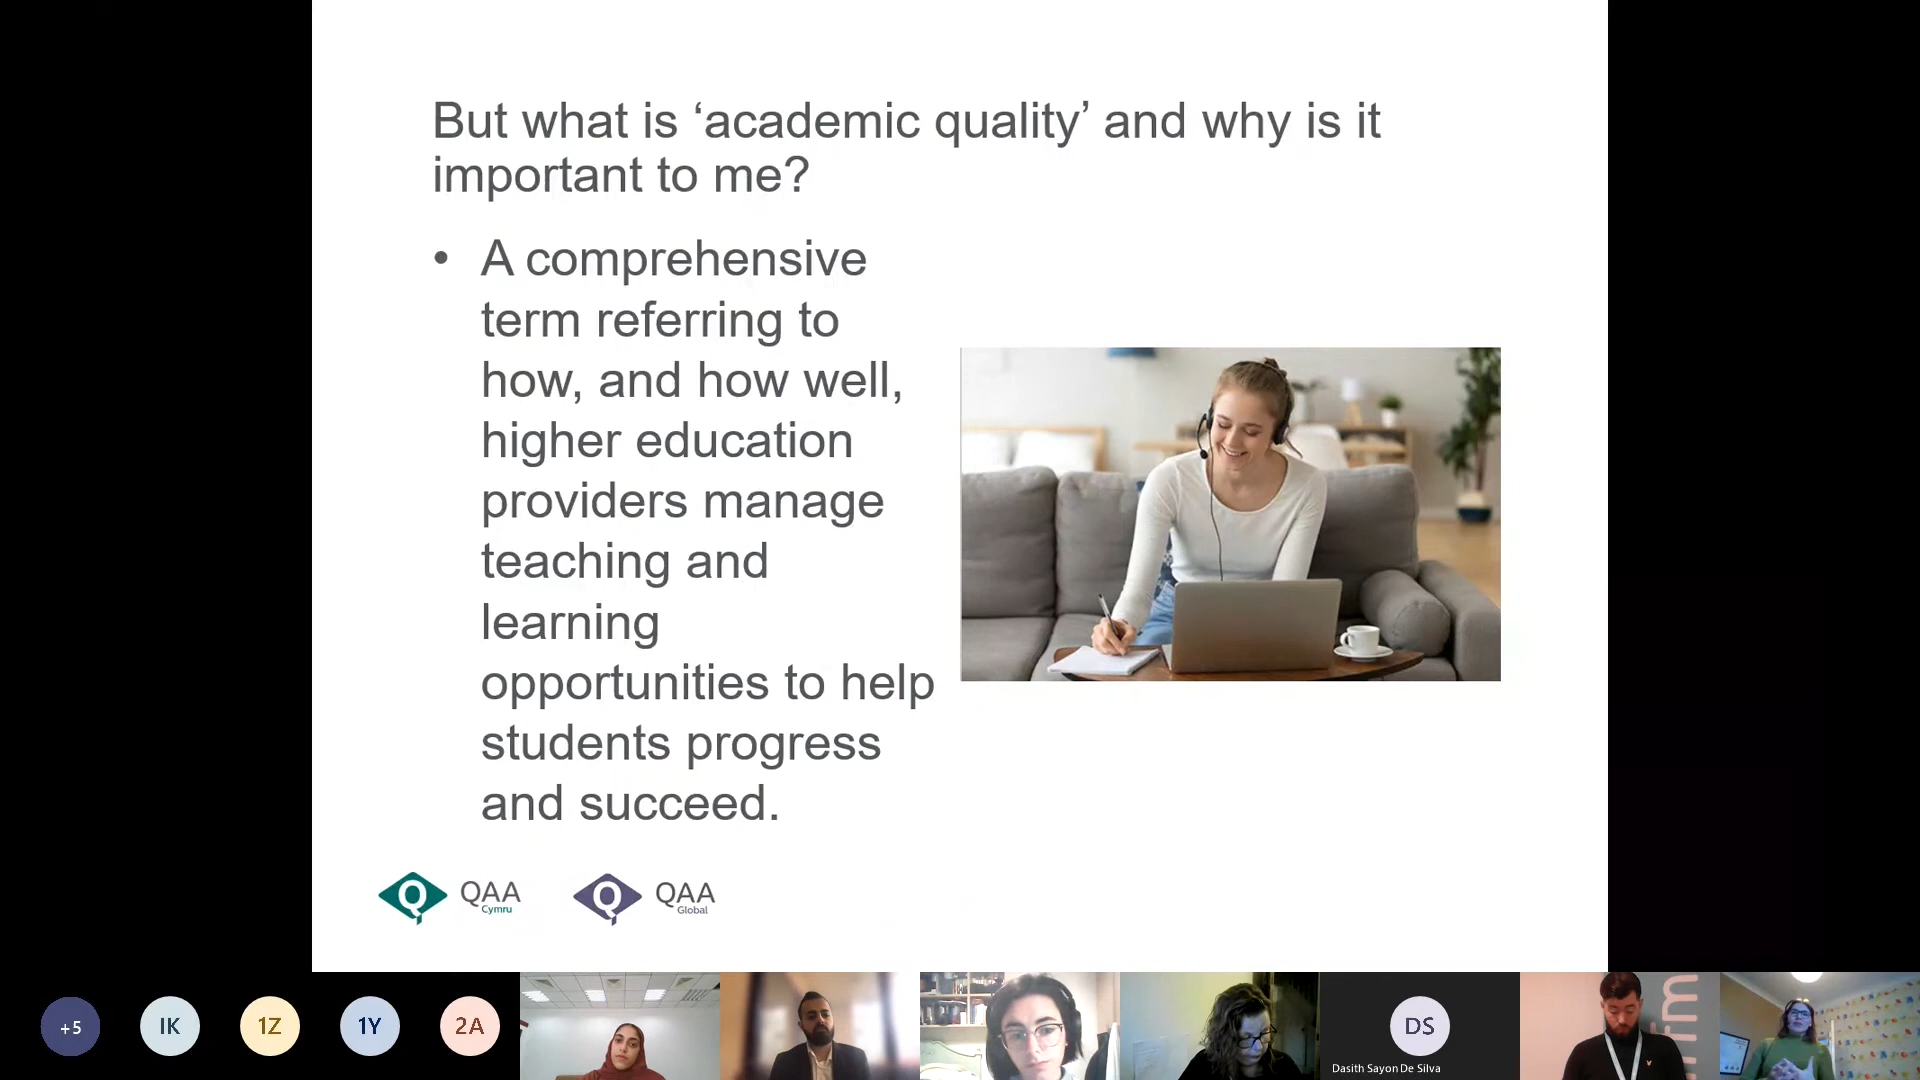 But what is ‘academic quality’ and why is it
important to me?
• A comprehensive
term referring to
how, and how well,
higher education
providers manage
teaching and
learning
opportunities to help
students progress
and succeed.
QAA
Cymru
QAA
Global
+5
IK
1Z
1Y
2A
DS
Dasith Sayon De Silva